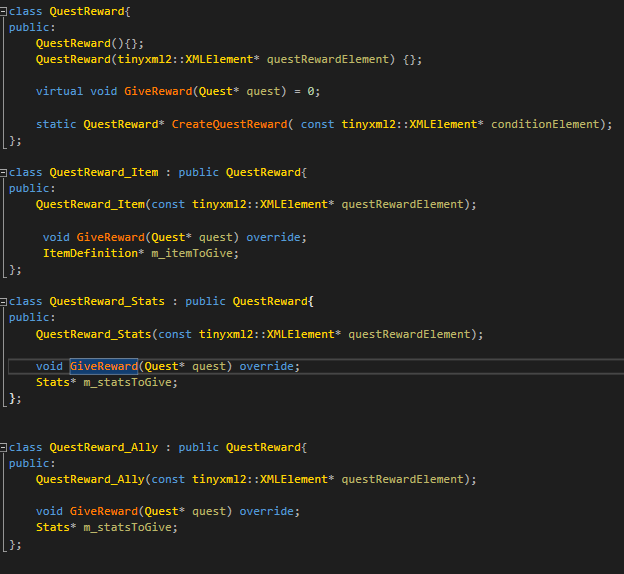 class QuestReward{
public:
QuestReward(){};
QuestReward(tinyxml2::XMLElement* questRewardElement) {};
virtual void GiveReward(Quest* quest) = 0;
static QuestReward* CreateQuestReward( const tinyxml2::XMLElement* conditionElement);
};
class QuestReward_Item : public QuestReward{
public:
QuestReward_Item(const tinyxml2::XMLElement* questRewardElement);
void GiveReward(Quest* quest) override;
ItemDefinition* m_itemToGive;
};
class QuestReward_Stats : public QuestReward{
public:
QuestReward_Stats(const tinyxml2::XMLElement* questRewardElement);
void GiveReward(Quest* quest) override;
Stats* m_statsToGive;
};
class QuestReward_Ally : public QuestReward{
public:
QuestReward_Ally(const tinyxml2::XMLElement* questRewardElement);
void GiveReward(Quest* quest) override;
Stats* m_statsToGive;
};